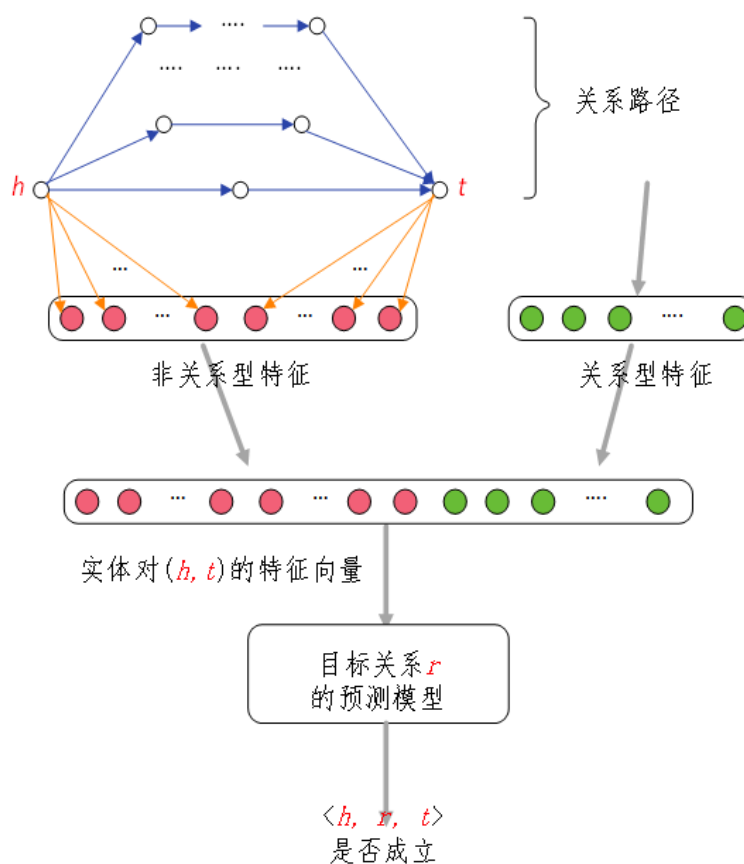 ····
···· ···· ····
关系路径
h
t
... ...
... ... ····
非关系型特征
关系型特征
... ... ····
实体对(h, t)的特征向量
目标关系r
的预测模型
<h, r, t>
是否成立